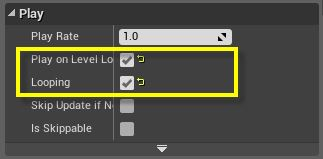 Play
Play Rate 1.0
Play on Level Lo
Looping
Skip Update if N
Is Skippable